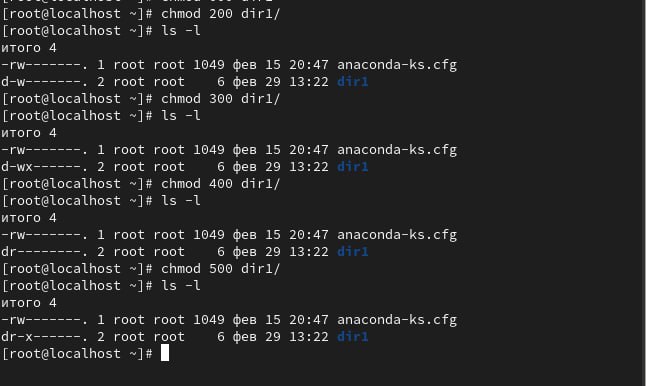 [root@localhost ~]# chmod 200 dir1/
[root@localhost ~]# ls -l
итого 4
-rw-------. 1 root root 1049 фев 15 20:47 anaconda-ks.cfg
d-w-------. 2 root root    6 фев 29 13:22 dir1
[root@localhost ~]# chmod 300 dir1/
[root@localhost ~]# ls -l
итого 4
-rw-------. 1 root root 1049 фев 15 20:47 anaconda-ks.cfg
d-wx------. 2 root root    6 фев 29 13:22 dir1
[root@localhost ~]# chmod 400 dir1/
[root@localhost ~]# ls -l
итого 4
-rw-------. 1 root root 1049 фев 15 20:47 anaconda-ks.cfg
dr--------. 2 root root    6 фев 29 13:22 dir1
[root@localhost ~]# chmod 500 dir1/
[root@localhost ~]# ls -l
итого 4
-rw-------. 1 root root 1049 фев 15 20:47 anaconda-ks.cfg
dr-x------. 2 root root    6 фев 29 13:22 dir1
[root@localhost ~]#